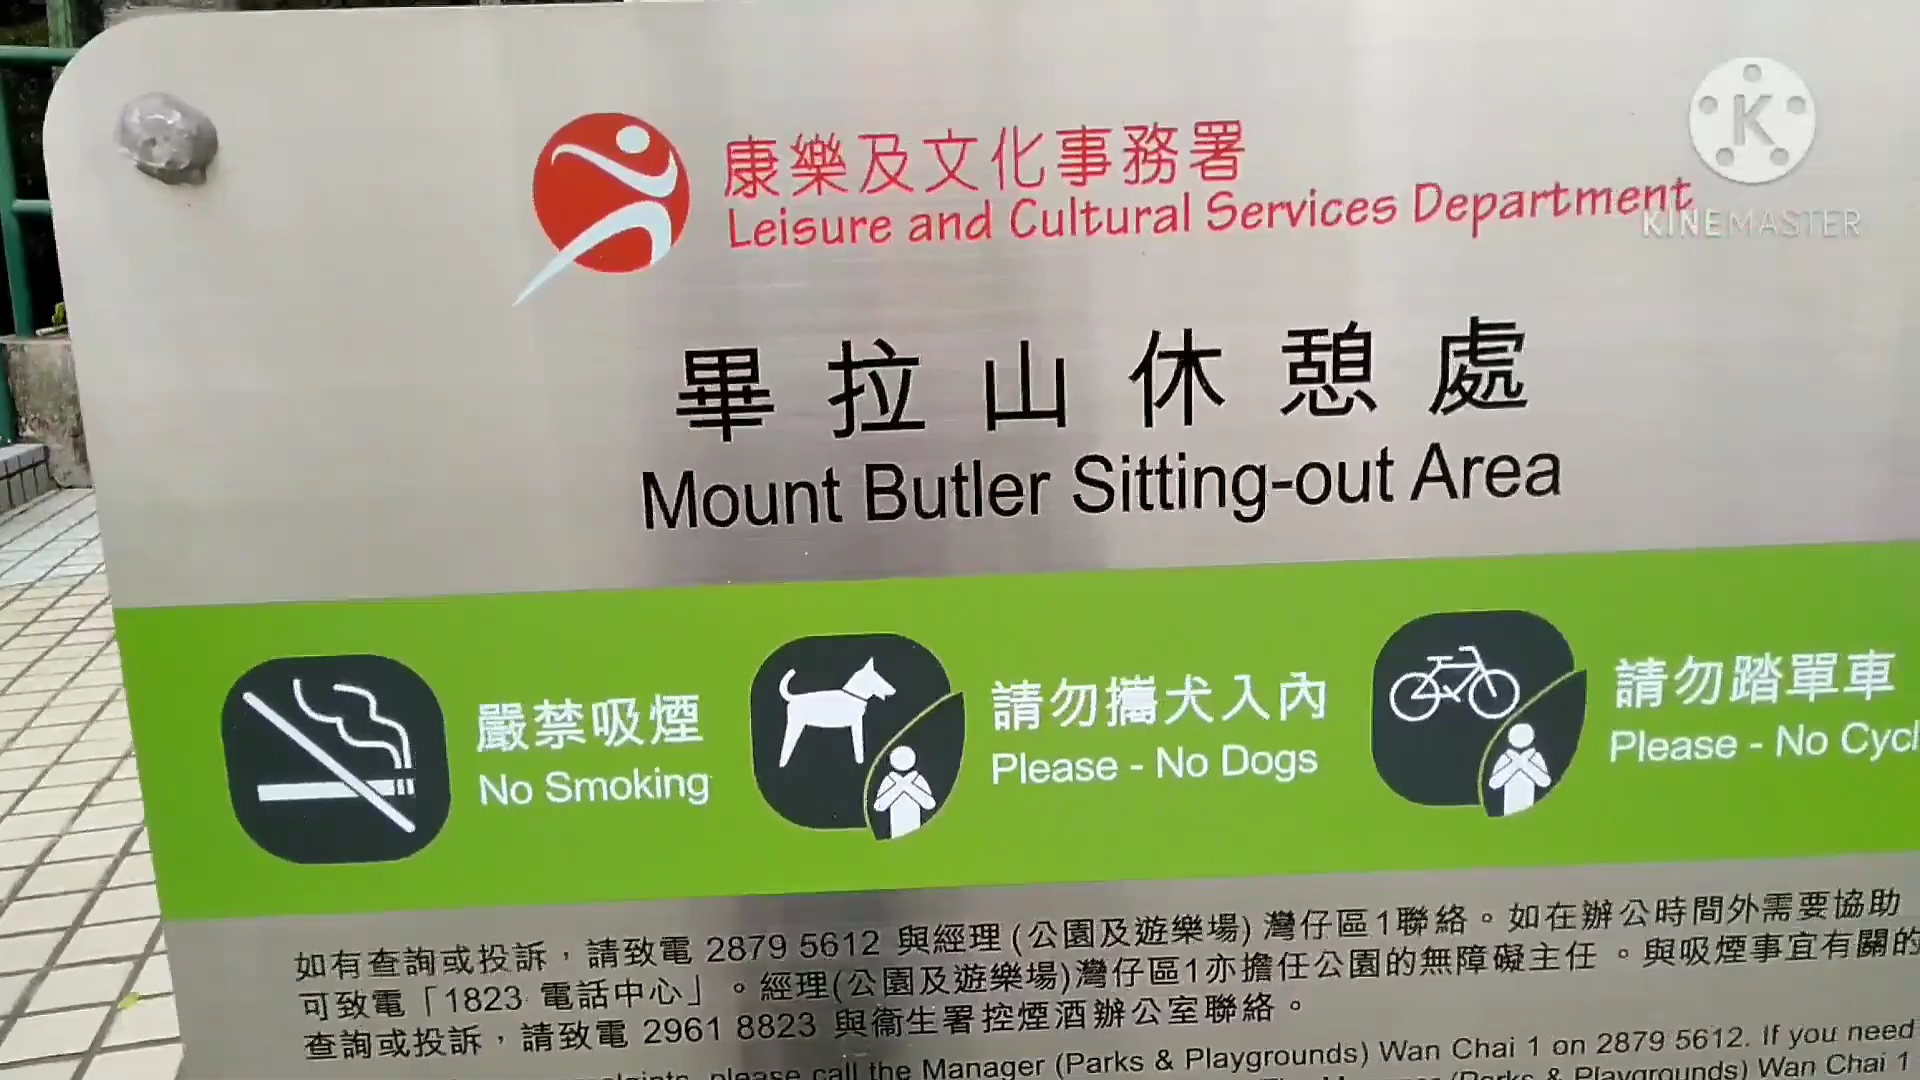 康樂及文化事務署
Leisure and Cultural Services Department
K
KINEMASTER
畢拉山休憩處
Mount Butler Sitting-out Area
嚴禁吸煙
No Smoking
請勿攜犬入內
Please - No Dogs
請勿踏單車
Please - No Cycl
如有查詢或投訴，請致電 2879 5612 與經理 (公園及遊樂場) 灣仔區1聯絡。如在辦公時間外需要協助
可致電「1823 電話中心」。經理(公園及遊樂場)灣仔區1亦擔任公園的無障礙主任。與吸煙事宜有關的
查詢或投訴，請致電 2961 8823 與衞生署控煙酒辦公室聯絡。
please call the Manager (Parks & Playgrounds) Wan Chai 1 on 2879 5612. If you need
(Parks & Playgrounds) Wan Chai 1